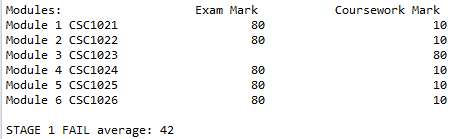 Modules: Exam Mark Coursework Mark
Module 1 CSC1021 80 10
Module 2 CSC1022 80 10
Module 3 CSC1023 80
Module 4 CSC1024 80 10
Module 5 CSC1025 80 10
Module 6 CSC1026 80 10
STAGE 1 FAIL average: 42